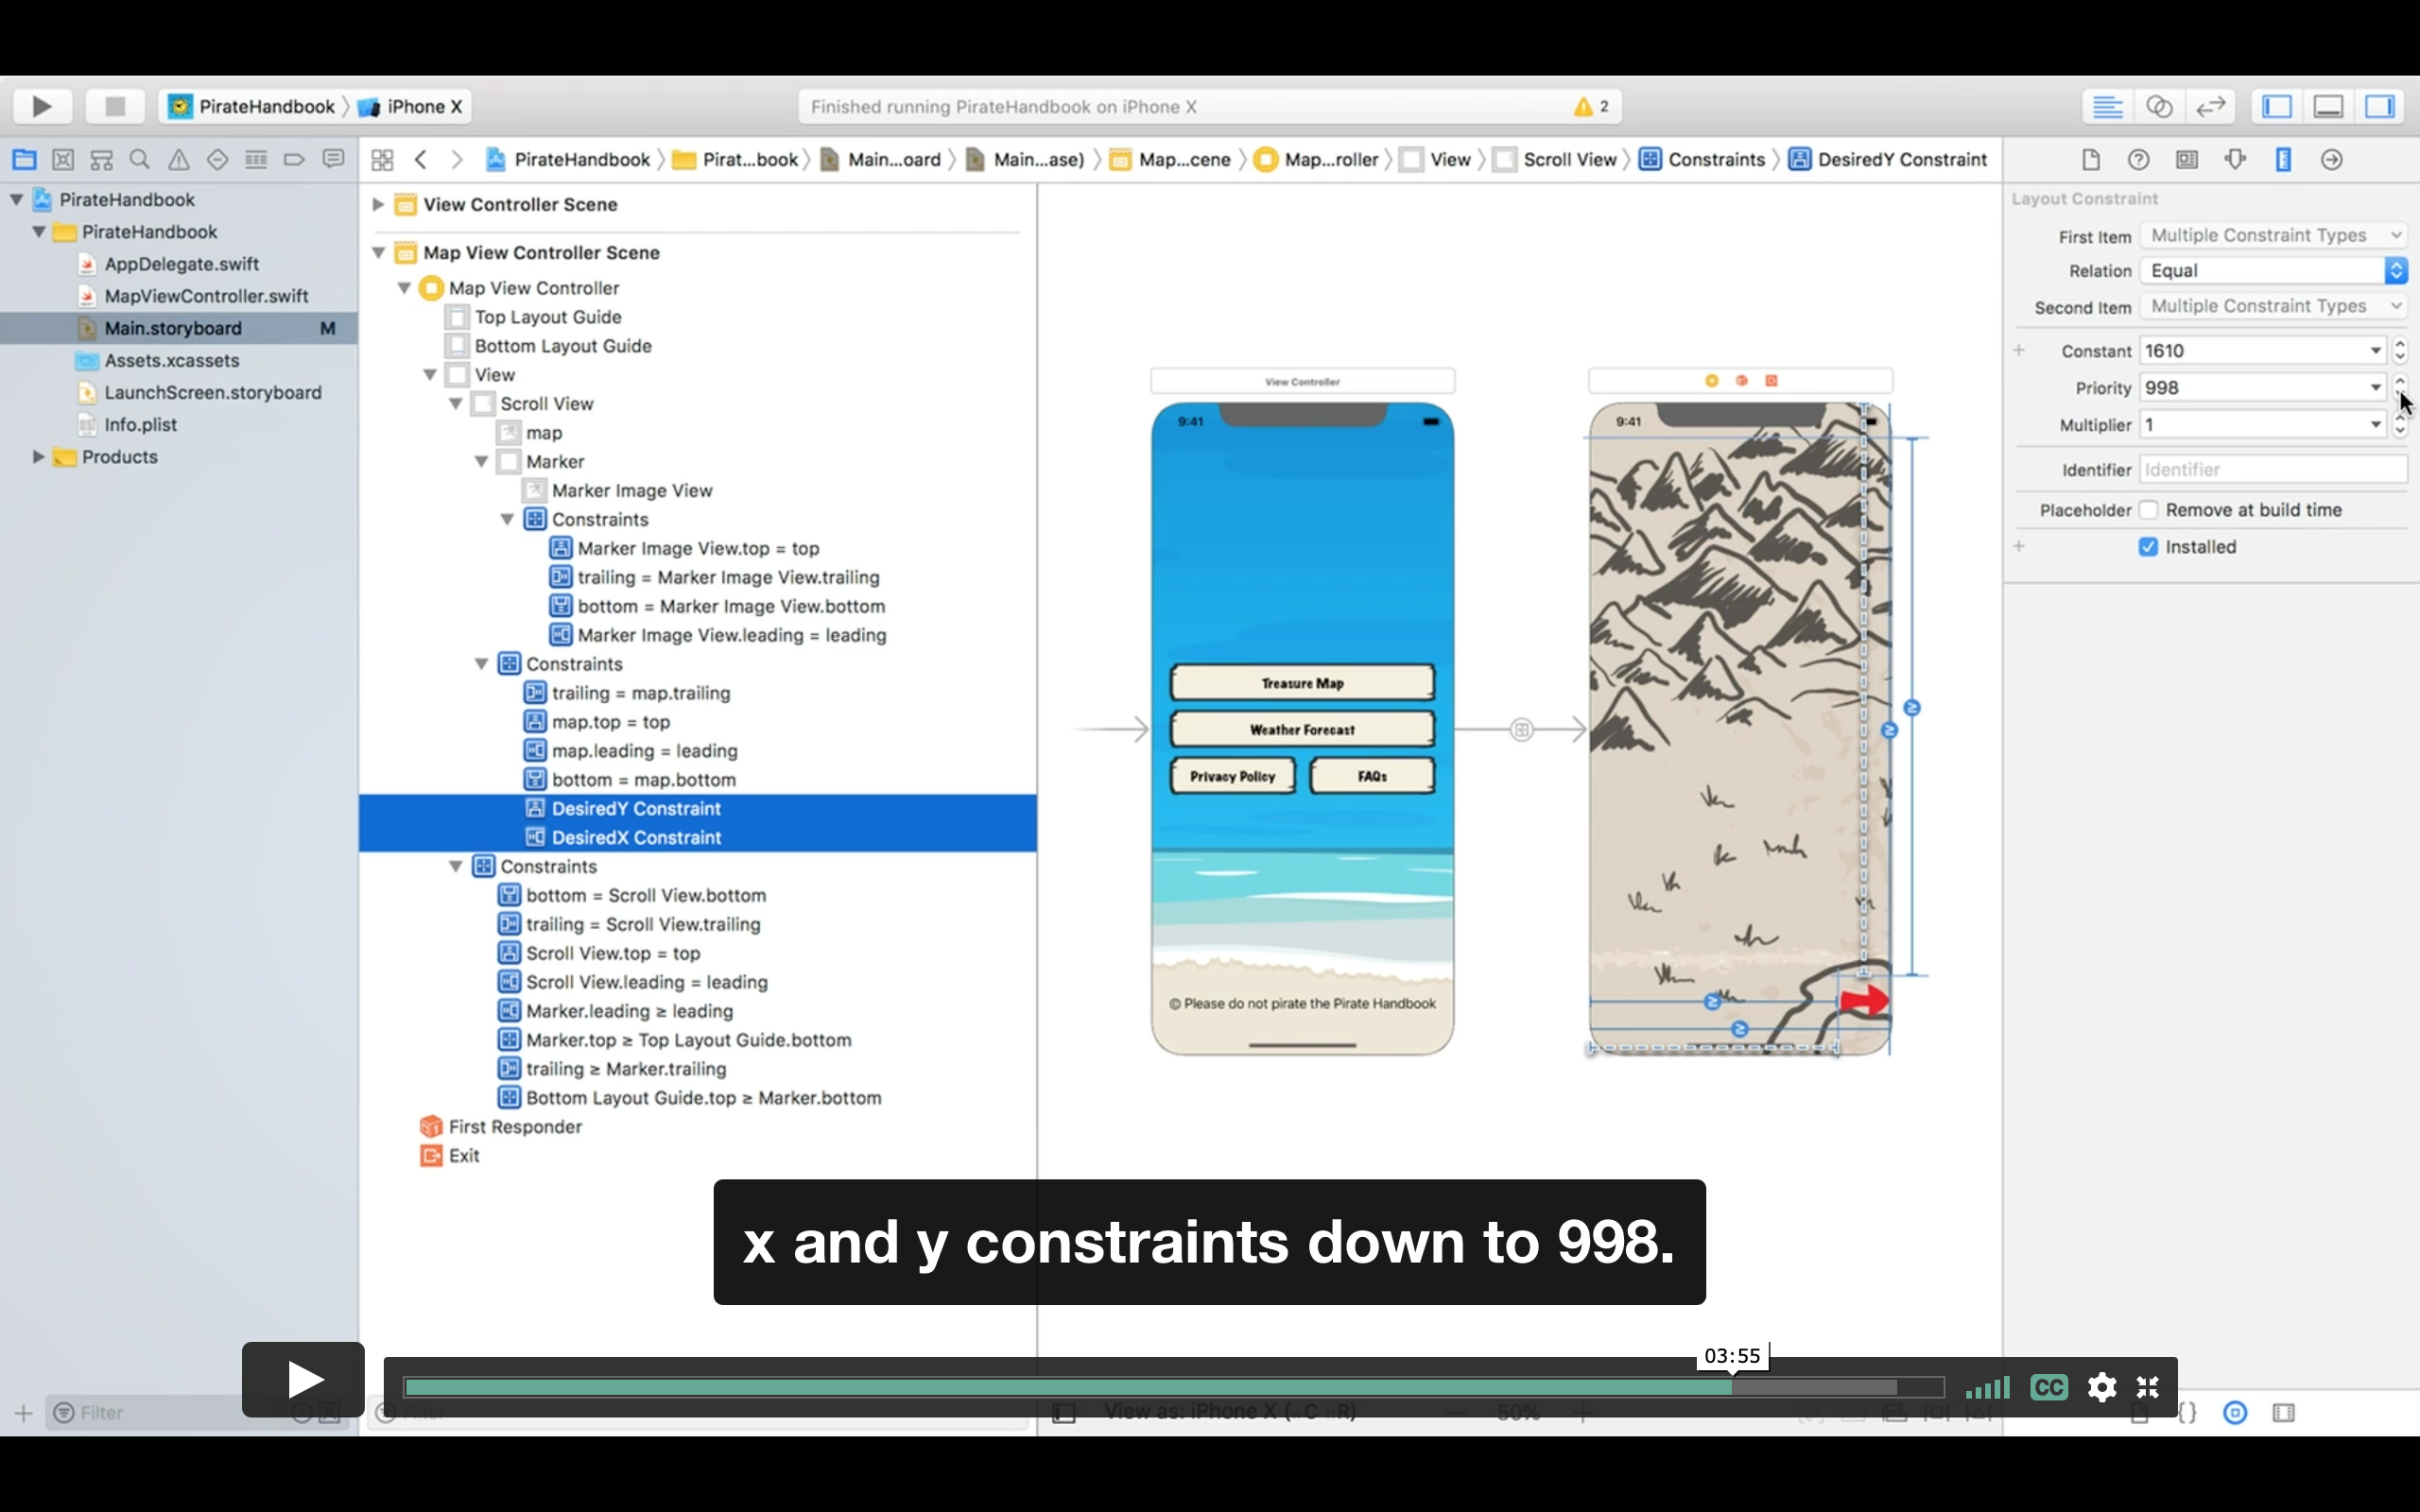 PirateHandbook
iPhone X
Finished running PirateHandbook on iPhone X
2
PirateHandbook
Pirat...book
Main...oard
Main...ase)
Map...cene
Map...roller
View
Scroll View
Constraints
DesiredY Constraint
PirateHandbook
PirateHandbook
AppDelegate.swift
MapViewController.swift
Main.storyboard M
Assets.xcassets
LaunchScreen.storyboard
Info.plist
Products
View Controller Scene
Map View Controller Scene
Map View Controller
Top Layout Guide
Bottom Layout Guide
View
Scroll View
map
Marker
Marker Image View
Constraints
Marker Image View.top = top
trailing = Marker Image View.trailing
bottom = Marker Image View.bottom
Marker Image View.leading = leading
Constraints
trailing = map.trailing
map.top = top
map.leading = leading
bottom = map.bottom
DesiredY Constraint
DesiredX Constraint
Constraints
bottom = Scroll View.bottom
trailing = Scroll View.trailing
Scroll View.top = top
Scroll View.leading = leading
Marker.leading ≥ leading
Marker.top ≥ Top Layout Guide.bottom
trailing ≥ Marker.trailing
Bottom Layout Guide.top ≥ Marker.bottom
First Responder
Exit
View Controller
9:41
Treasure Map
Weather Forecast
Privacy Policy
FAQs
© Please do not pirate the Pirate Handbook
9:41
Layout Constraint
First Item Multiple Constraint Types
Relation Equal
Second Item Multiple Constraint Types
Constant 1610
Priority 998
Multiplier 1
Identifier Identifier
Placeholder Remove at build time
Installed
x and y constraints down to 998.
03:55
CC
Filter
Filter
View as: iPhone X (wC hR)
50%